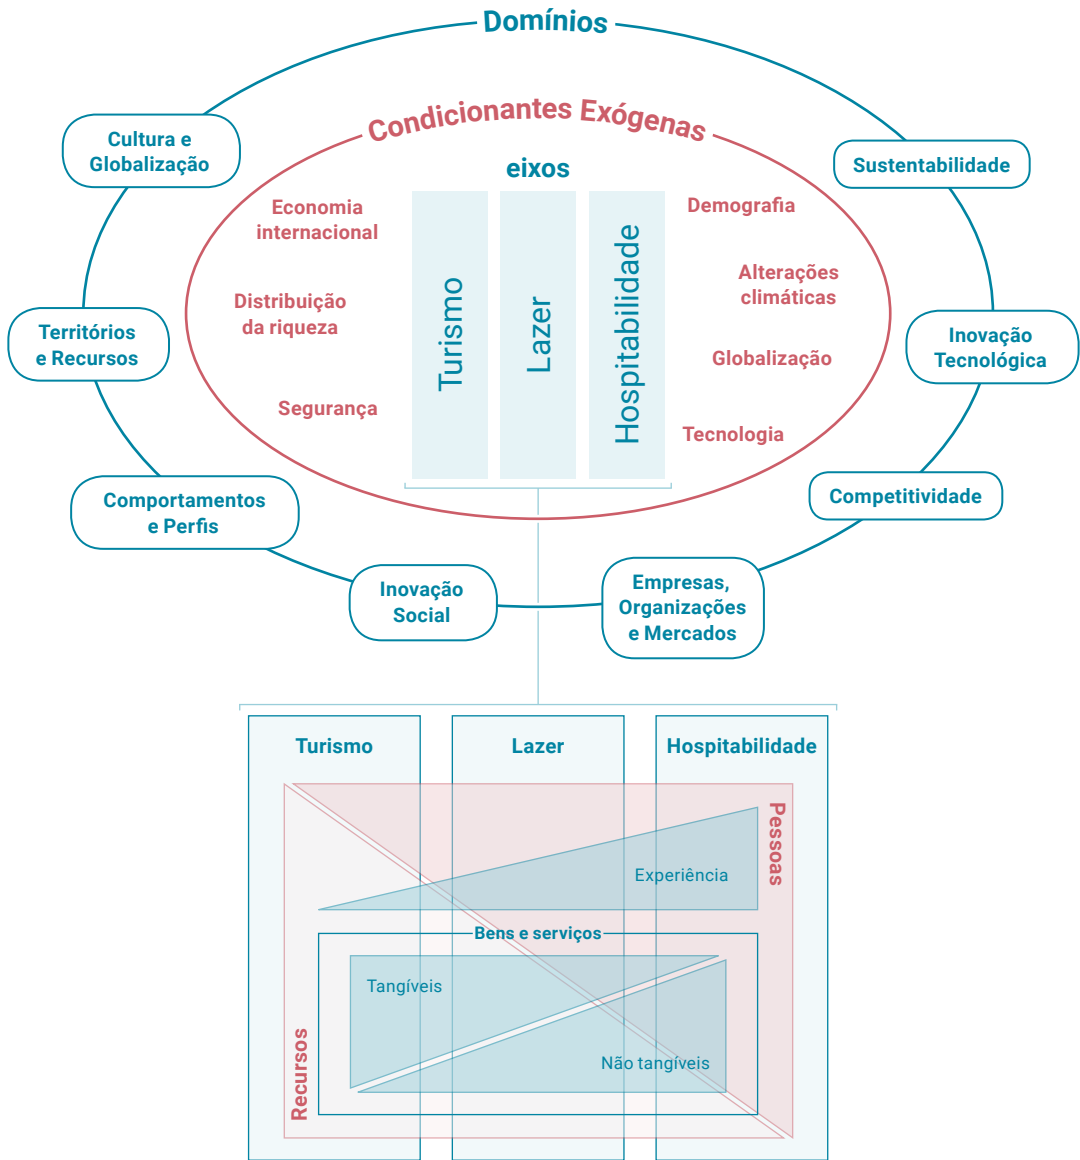 Domínios
Condicionantes Exógenas
eixos
Cultura e
Globalização
Sustentabilidade
Economia
internacional
Demografia
Distribuição
da riqueza
Alterações
climáticas
Turismo
Lazer
Hospitabilidade
Territórios
e Recursos
Inovação
Tecnológica
Globalização
Segurança
Tecnologia
Comportamentos
e Perfis
Competitividade
Inovação
Social
Empresas,
Organizações
e Mercados
Turismo
Lazer
Hospitabilidade
Pessoas
Experiência
Bens e serviços
Tangíveis
Não tangíveis
Recursos